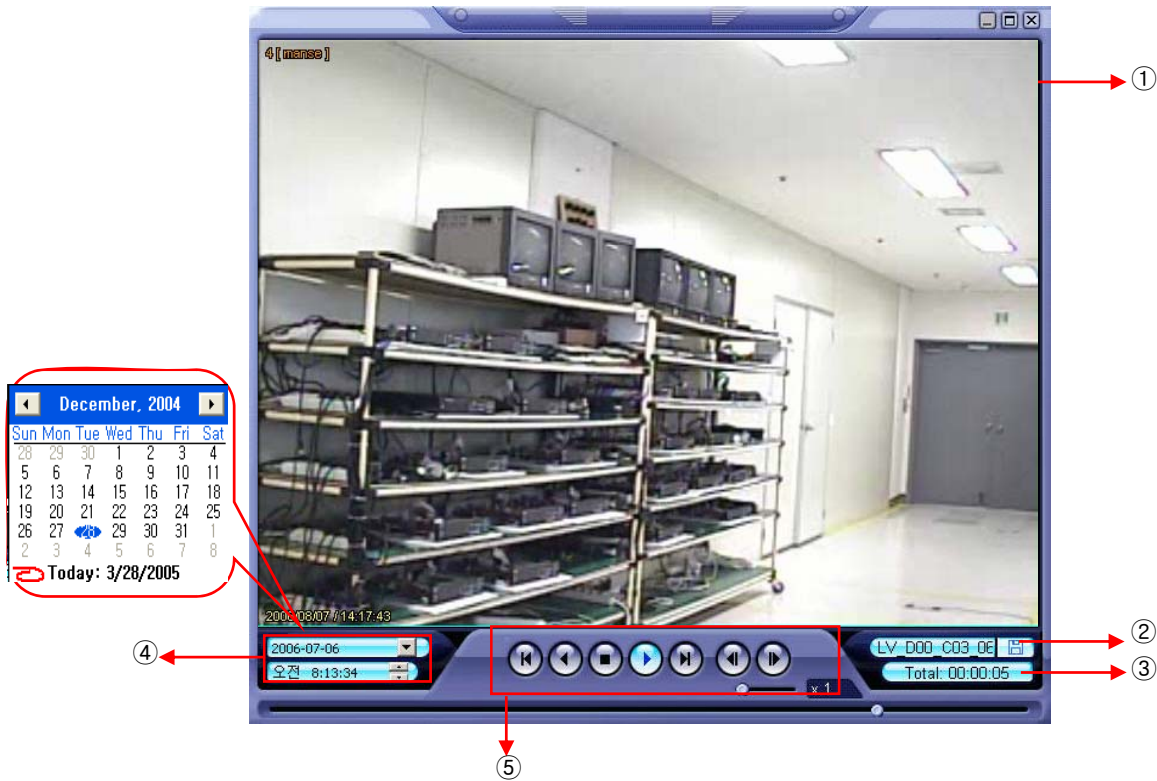 4 [ manse ]
①
December, 2004
Sun Mon Tue Wed Thu Fri Sat
28 29 30 1 2 3 4
5 6 7 8 9 10 11
12 13 14 15 16 17 18
19 20 21 22 23 24 25
26 27 28 29 30 31 1
2 3 4 5 6 7 8
Today: 3/28/2005
2006/08/07 / 14:17:43
④
2006-07-06
오전 8:13:34
x 1
LV_D00_C03_06
②
Total: 00:00:05
③
⑤